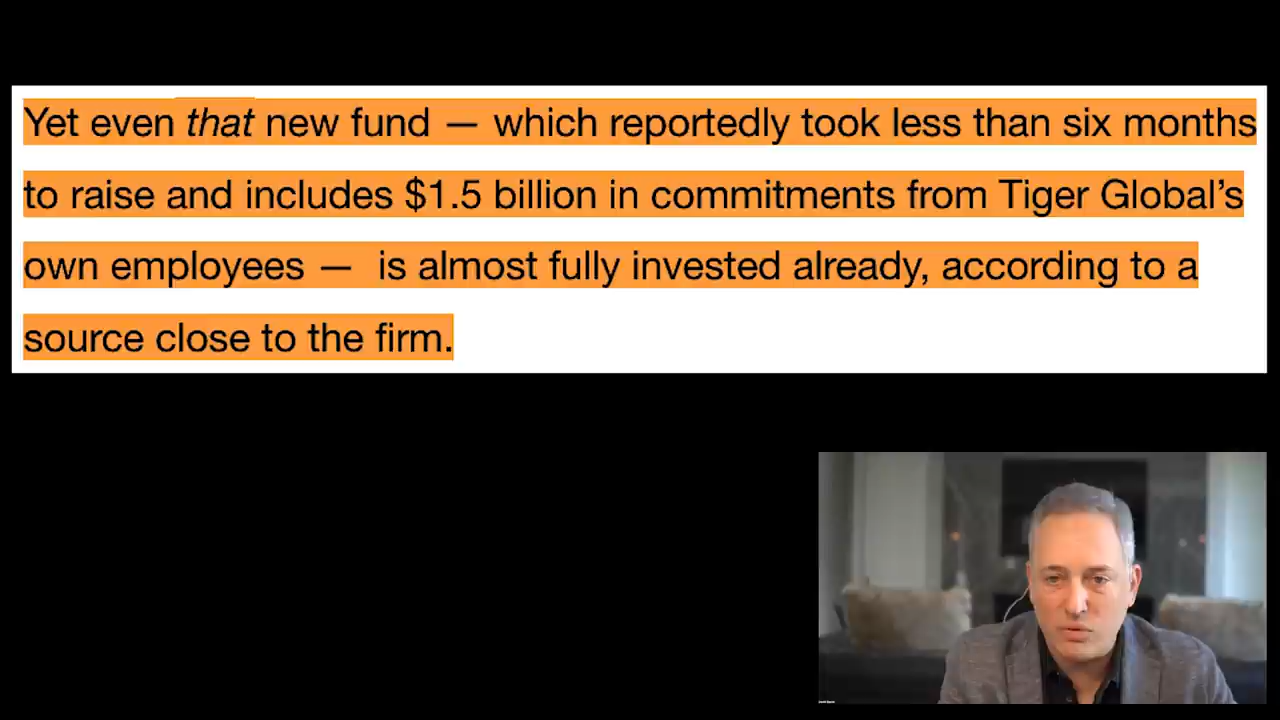 Yet even that new fund — which reportedly took less than six months
to raise and includes $1.5 billion in commitments from Tiger Global’s
own employees — is almost fully invested already, according to a
source close to the firm.